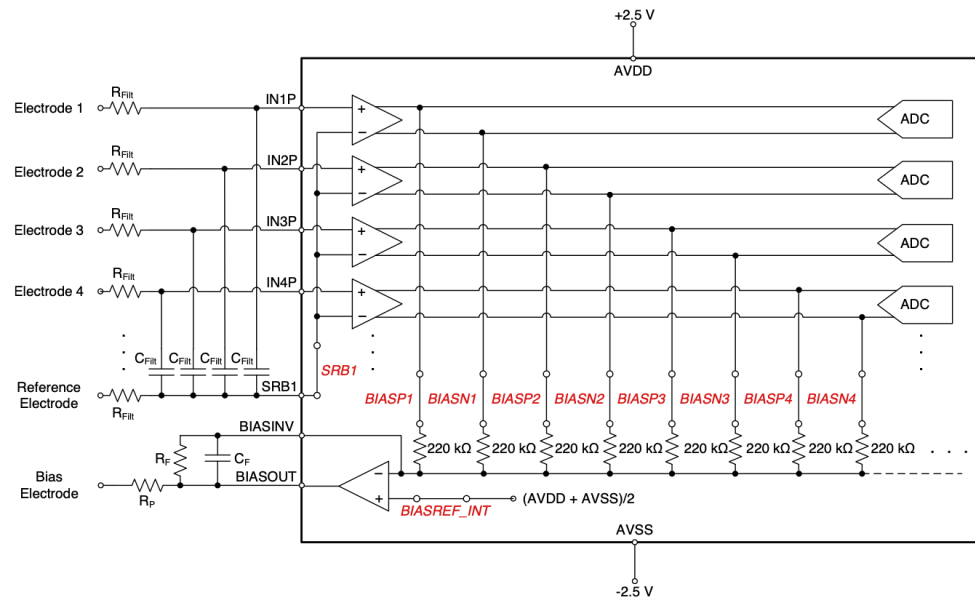 +2.5 V
AVDD
Electrode 1
RFilt
IN1P
+
−
ADC
Electrode 2
RFilt
IN2P
+
−
ADC
Electrode 3
RFilt
IN3P
+
−
ADC
Electrode 4
RFilt
IN4P
+
−
ADC
CFilt CFilt CFilt CFilt
SRB1
Reference
Electrode
RFilt
SRB1
BIASP1 BIASN1 BIASP2 BIASN2 BIASP3 BIASN3 BIASP4 BIASN4
BIASINV
220 kΩ 220 kΩ 220 kΩ 220 kΩ 220 kΩ 220 kΩ 220 kΩ 220 kΩ
RF
CF
BIASOUT
Bias
Electrode
RP
−
+
BIASREF_INT
(AVDD + AVSS)/2
AVSS
-2.5 V